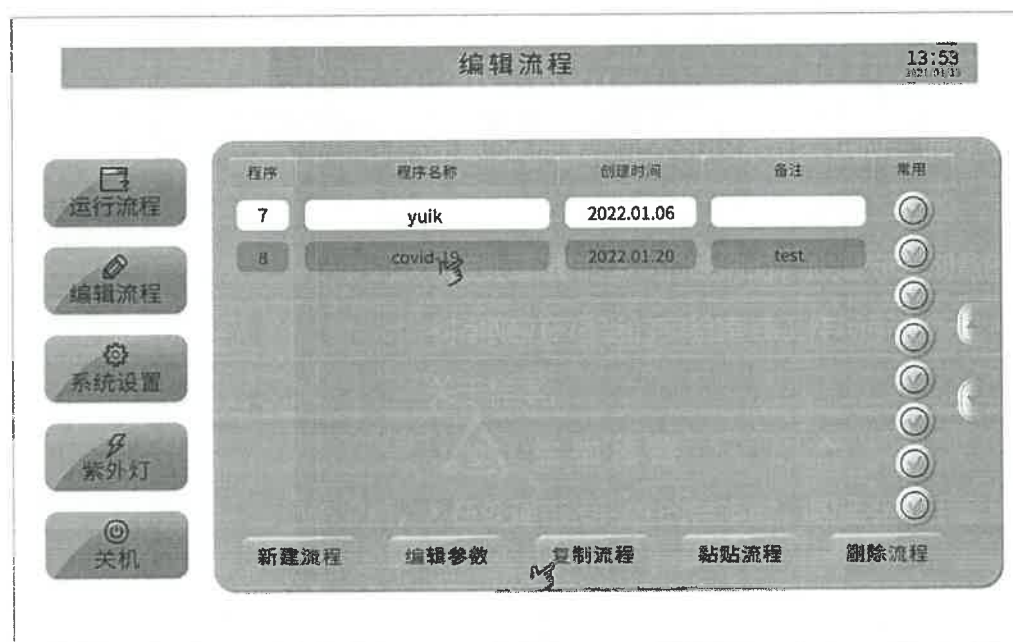 编辑流程
13:53
程序 程序名称 创建时间 备注 常用
运行流程
7 yuik 2022.01.06
8 covid-19 2022.01.20 test
编辑流程
系统设置
紫外灯
关机
新建流程 编辑参数 复制流程 黏贴流程 删除流程